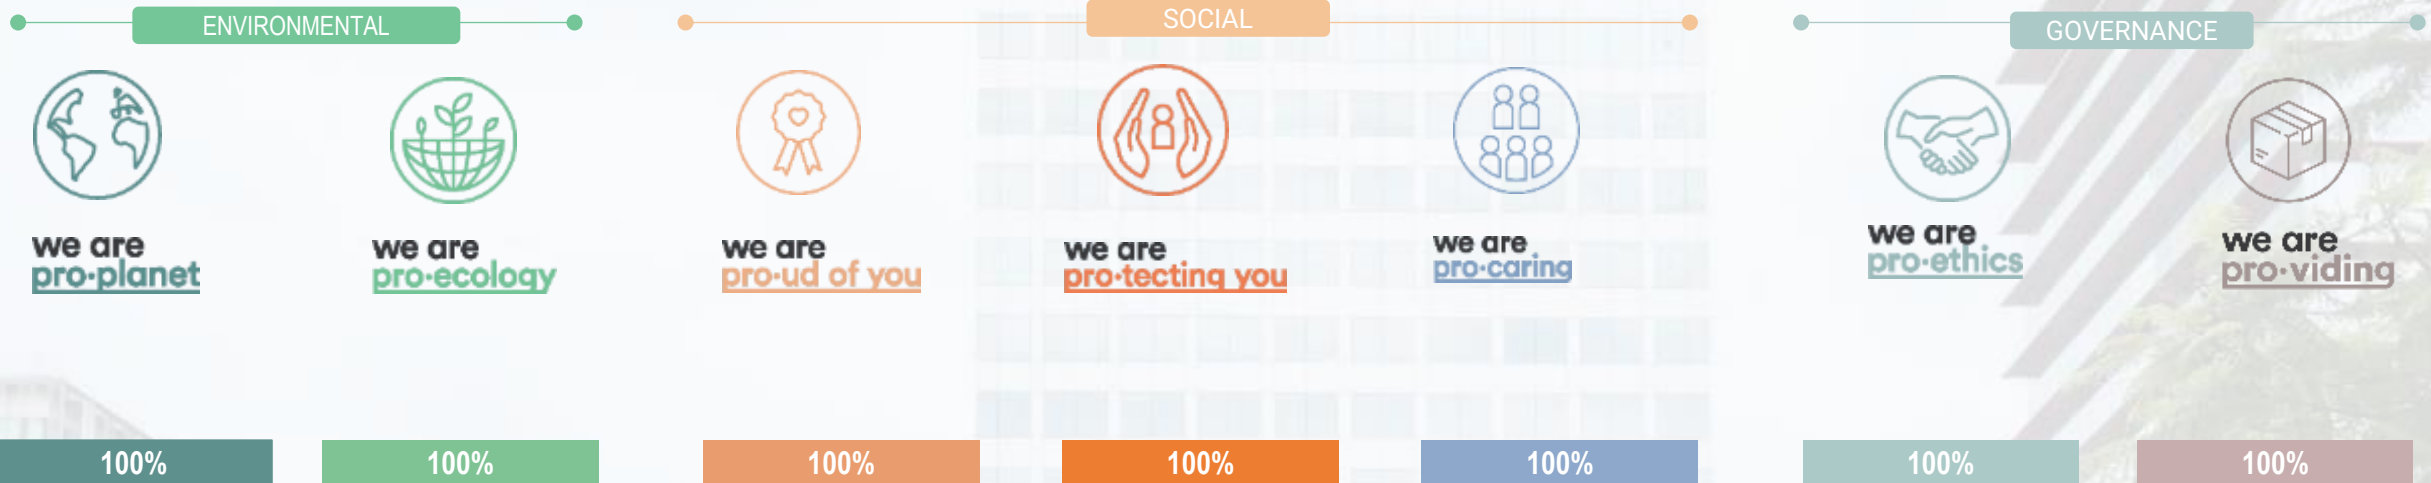 ENVIRONMENTAL
SOCIAL
GOVERNANCE
we are
pro·planet
we are
pro·ecology
we are
pro·ud of you
we are
pro·tecting you
we are
pro·caring
we are
pro·ethics
we are
pro·viding
100%
100%
100%
100%
100%
100%
100%